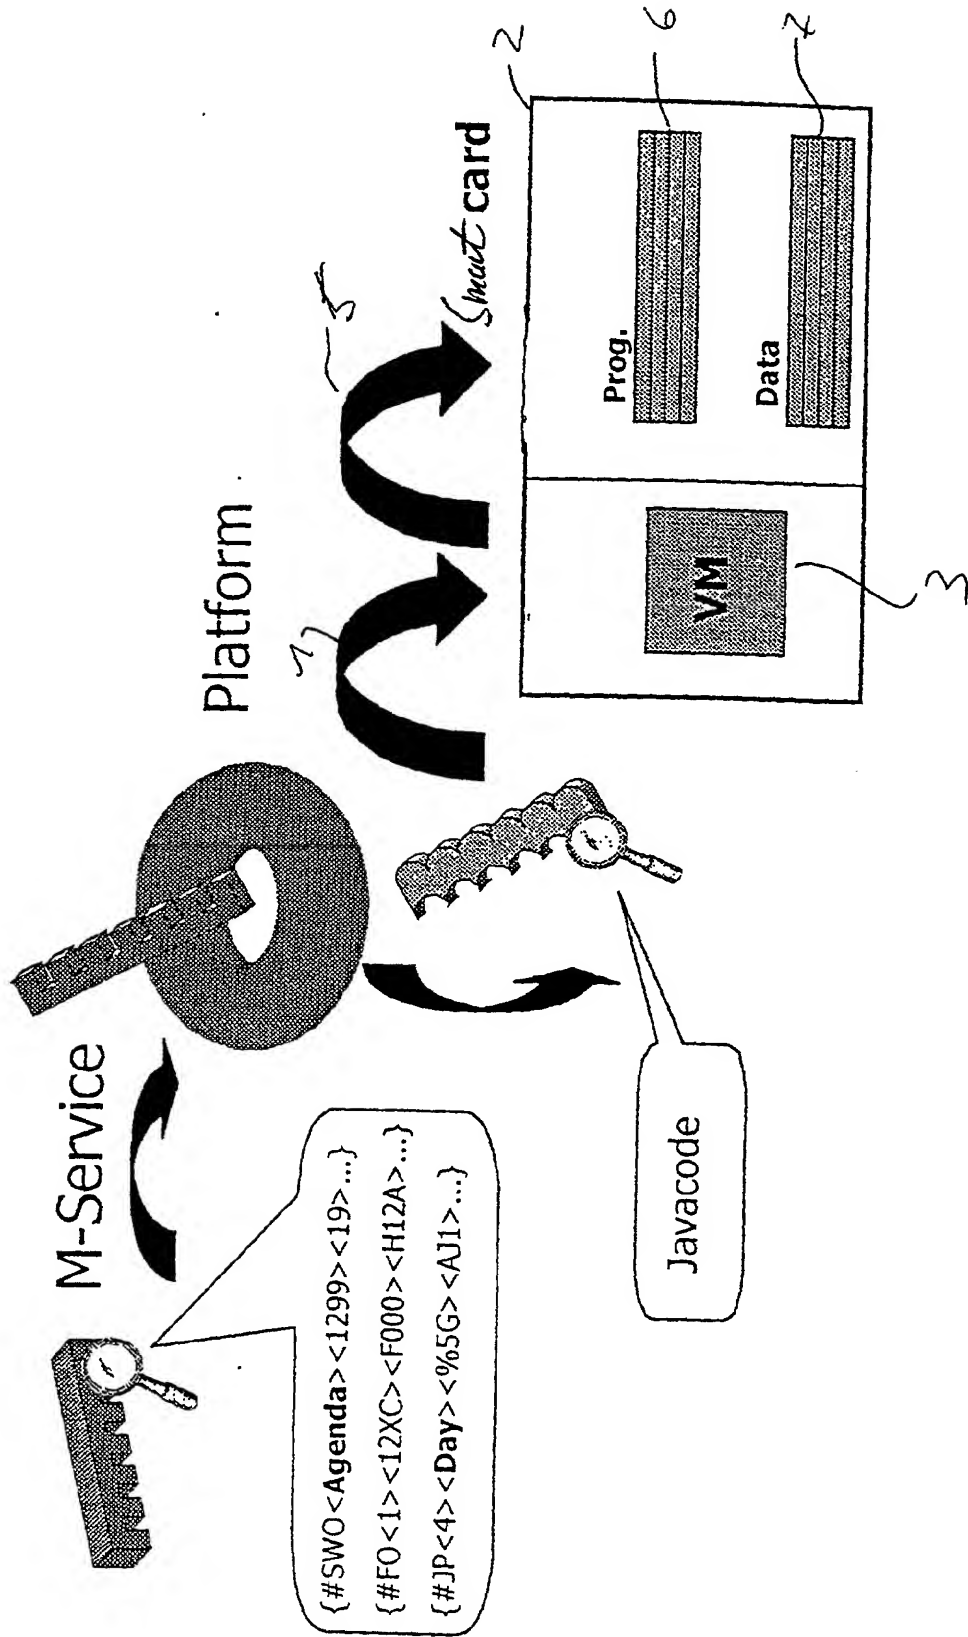 M-Service
Platform
{#SWO<Agenda><1299><19>...}
{#FO<1><12XC><F000><H12A>...}
{#JP<4><Day><%5G><AJ1>...}
Javacode
1
5
Smart card
2
VM
3
Prog.
6
Data
7